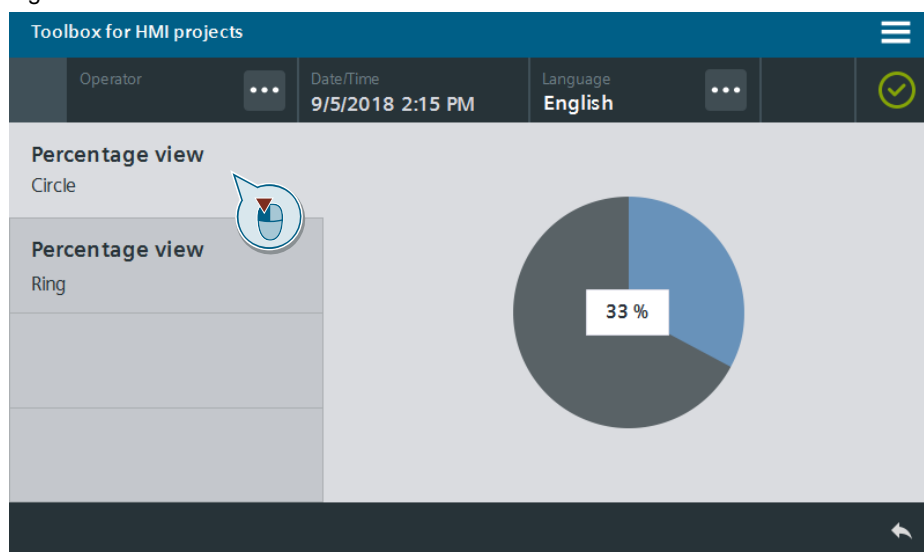 Toolbox for HMI projects
Operator
Date/Time
9/5/2018 2:15 PM
Language
English
Percentage view
Circle
Percentage view
Ring
33 %